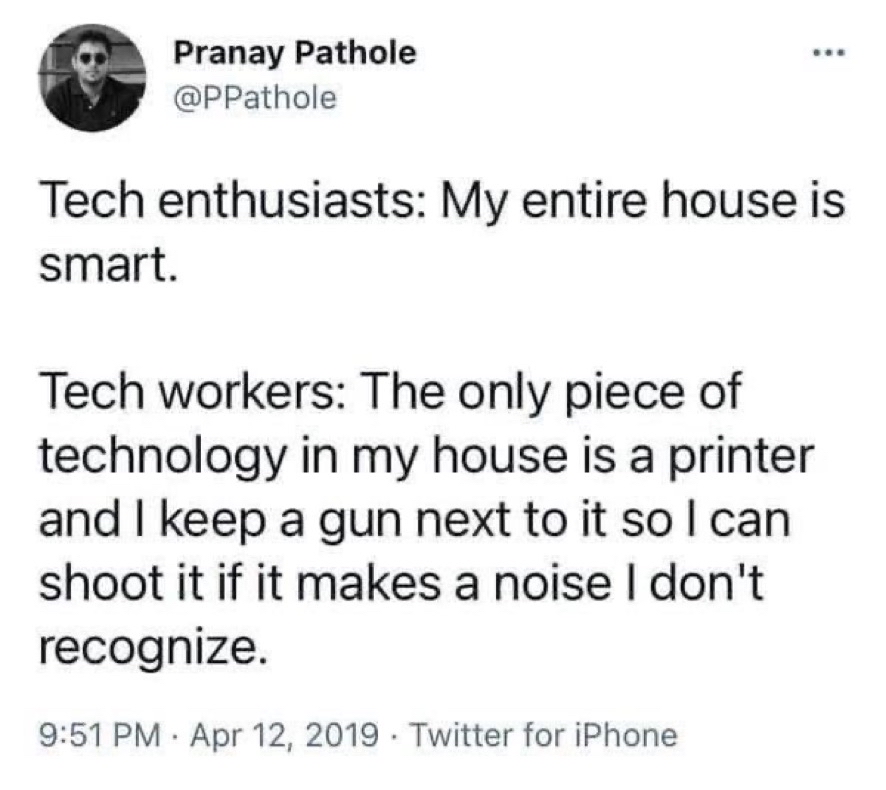 Pranay Pathole
@PPathole
Tech enthusiasts: My entire house is
smart.
Tech workers: The only piece of
technology in my house is a printer
and I keep a gun next to it so I can
shoot it if it makes a noise I don't
recognize.
9:51 PM · Apr 12, 2019 · Twitter for iPhone